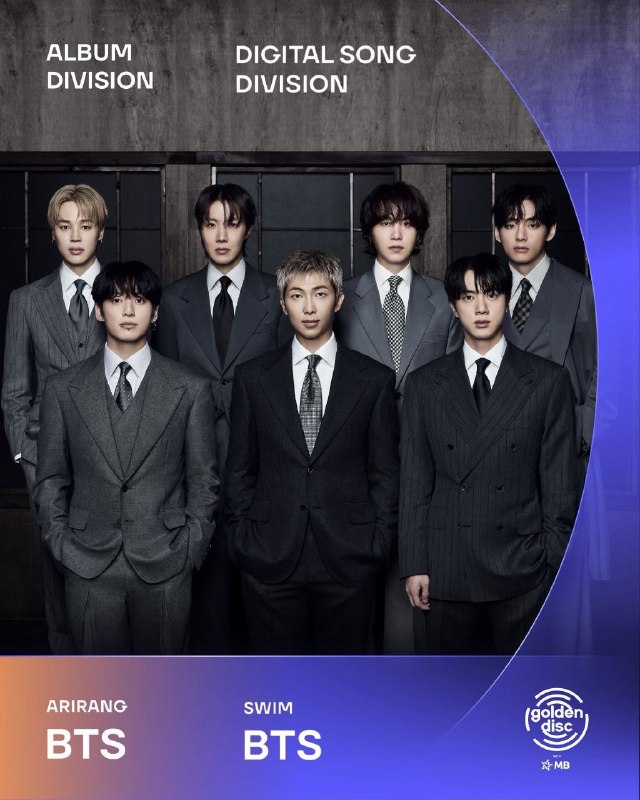 ALBUM
DIVISION
DIGITAL SONG
DIVISION
ARIRANG
BTS
SWIM
BTS
golden
disc
MB